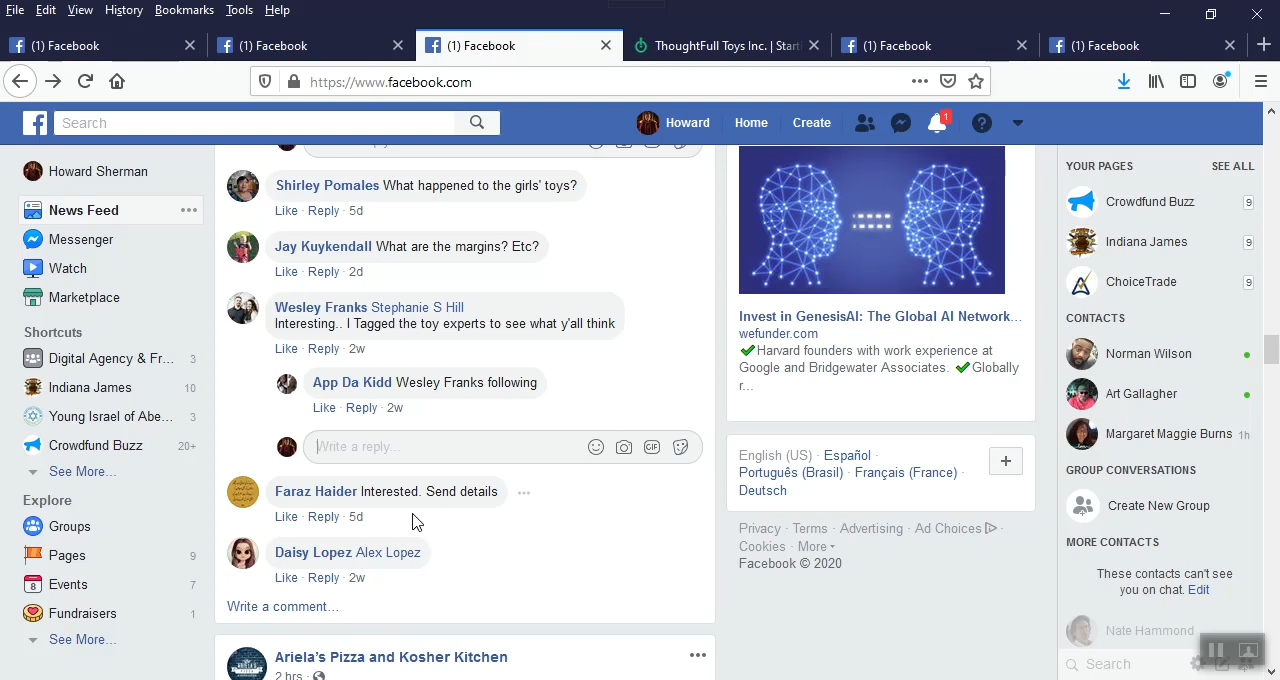 File Edit View History Bookmarks Tools Help
(1) Facebook
(1) Facebook
(1) Facebook
ThoughtFull Toys Inc. | Start
(1) Facebook
(1) Facebook
https://www.facebook.com
Search
Howard Home Create
1
Howard Sherman
News Feed
Messenger
Watch
Marketplace
Shortcuts
Digital Agency & Fr... 3
Indiana James 10
Young Israel of Abe... 3
Crowdfund Buzz 20+
See More...
Explore
Groups
Pages 9
Events 7
8
Fundraisers 1
See More...
Shirley Pomales What happened to the girls' toys?
Like · Reply · 5d
Jay Kuykendall What are the margins? Etc?
Like · Reply · 2d
Wesley Franks Stephanie S Hill
Interesting.. I Tagged the toy experts to see what y'all think
Like · Reply · 2w
App Da Kidd Wesley Franks following
Like · Reply · 2w
Write a reply...
GIF
Faraz Haider Interested. Send details
Like · Reply · 5d
Daisy Lopez Alex Lopez
Like · Reply · 2w
Write a comment...
Ariela's Pizza and Kosher Kitchen
2 hrs ·
Invest in GenesisAI: The Global AI Network...
wefunder.com
Harvard founders with work experience at
Google and Bridgewater Associates. Globally
r...
English (US) · Español ·
Português (Brasil) · Français (France) ·
Deutsch
Privacy · Terms · Advertising · Ad Choices ·
Cookies · More
Facebook © 2020
YOUR PAGES SEE ALL
Crowdfund Buzz 9
Indiana James 9
ChoiceTrade 9
CONTACTS
Norman Wilson
Art Gallagher
Margaret Maggie Burns 1h
GROUP CONVERSATIONS
Create New Group
MORE CONTACTS
These contacts can't see
you on chat. Edit
Nate Hammond
Search